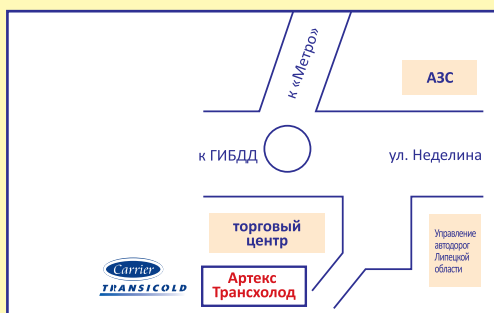 к «Метро»
АЗС
к ГИБДД
ул. Неделина
торговый
центр
Управление
автодорог
Липецкой
области
Carrier
TRANSICOLD
Артекс
Трансхолод